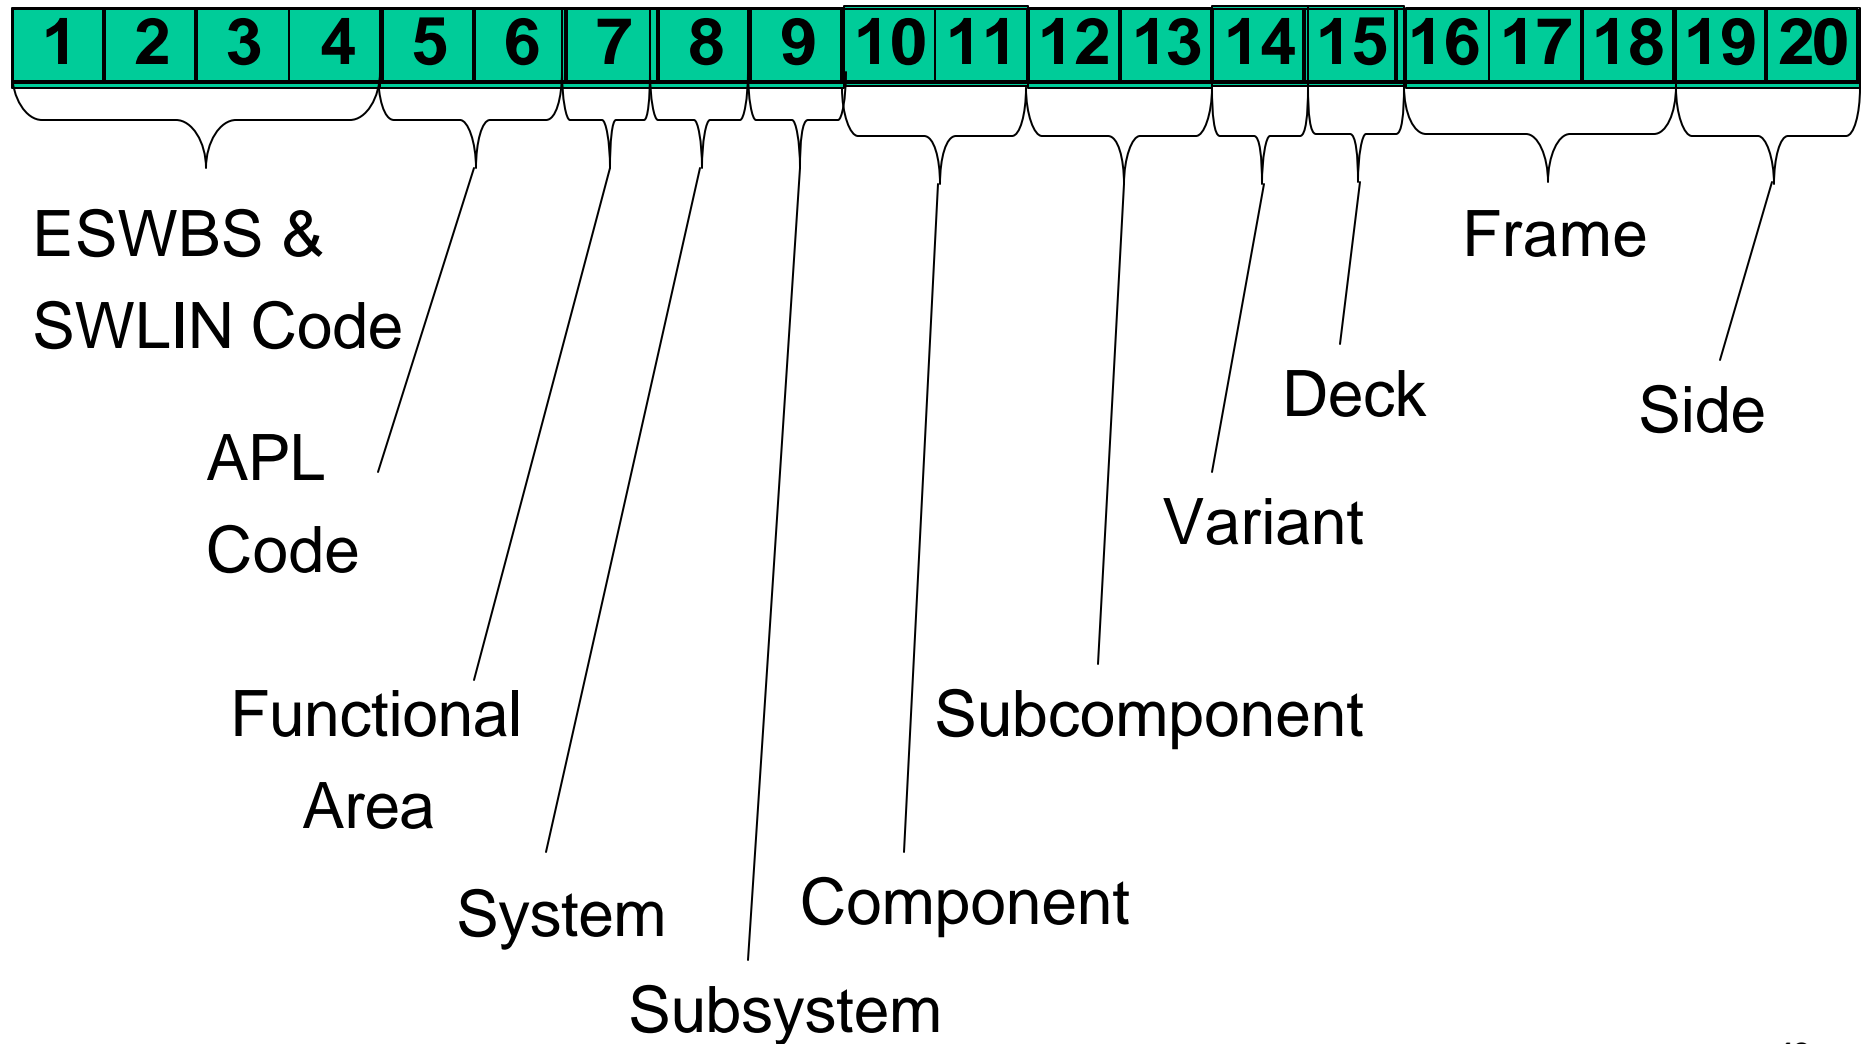 1 2 3 4 5 6 7 8 9 10 11 12 13 14 15 16 17 18 19 20
ESWBS &
SWLIN Code
APL
Code
Functional
Area
System
Subsystem
Component
Subcomponent
Variant
Deck
Frame
Side